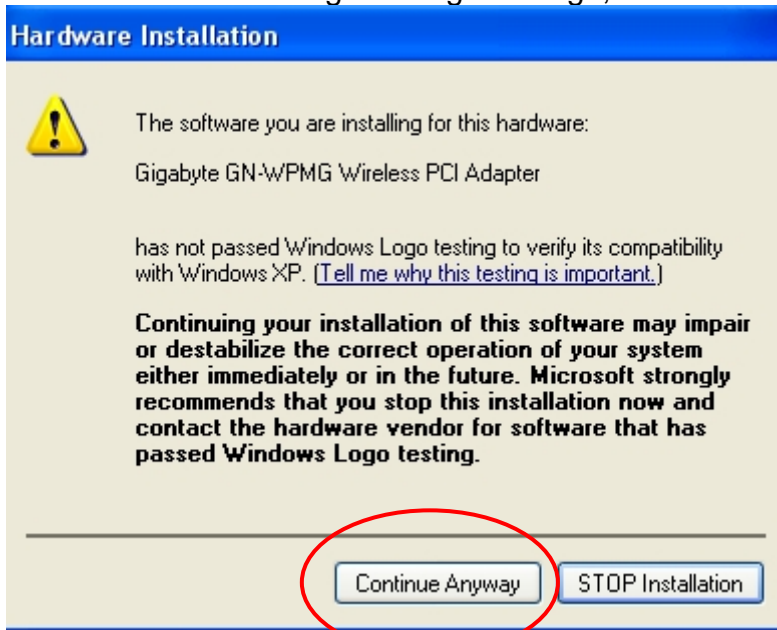 Hardware Installation
The software you are installing for this hardware:
Gigabyte GN-WPMG Wireless PCI Adapter
has not passed Windows Logo testing to verify its compatibility
with Windows XP. (Tell me why this testing is important.)
Continuing your installation of this software may impair
or destabilize the correct operation of your system
either immediately or in the future. Microsoft strongly
recommends that you stop this installation now and
contact the hardware vendor for software that has
passed Windows Logo testing.
Continue Anyway
STOP Installation